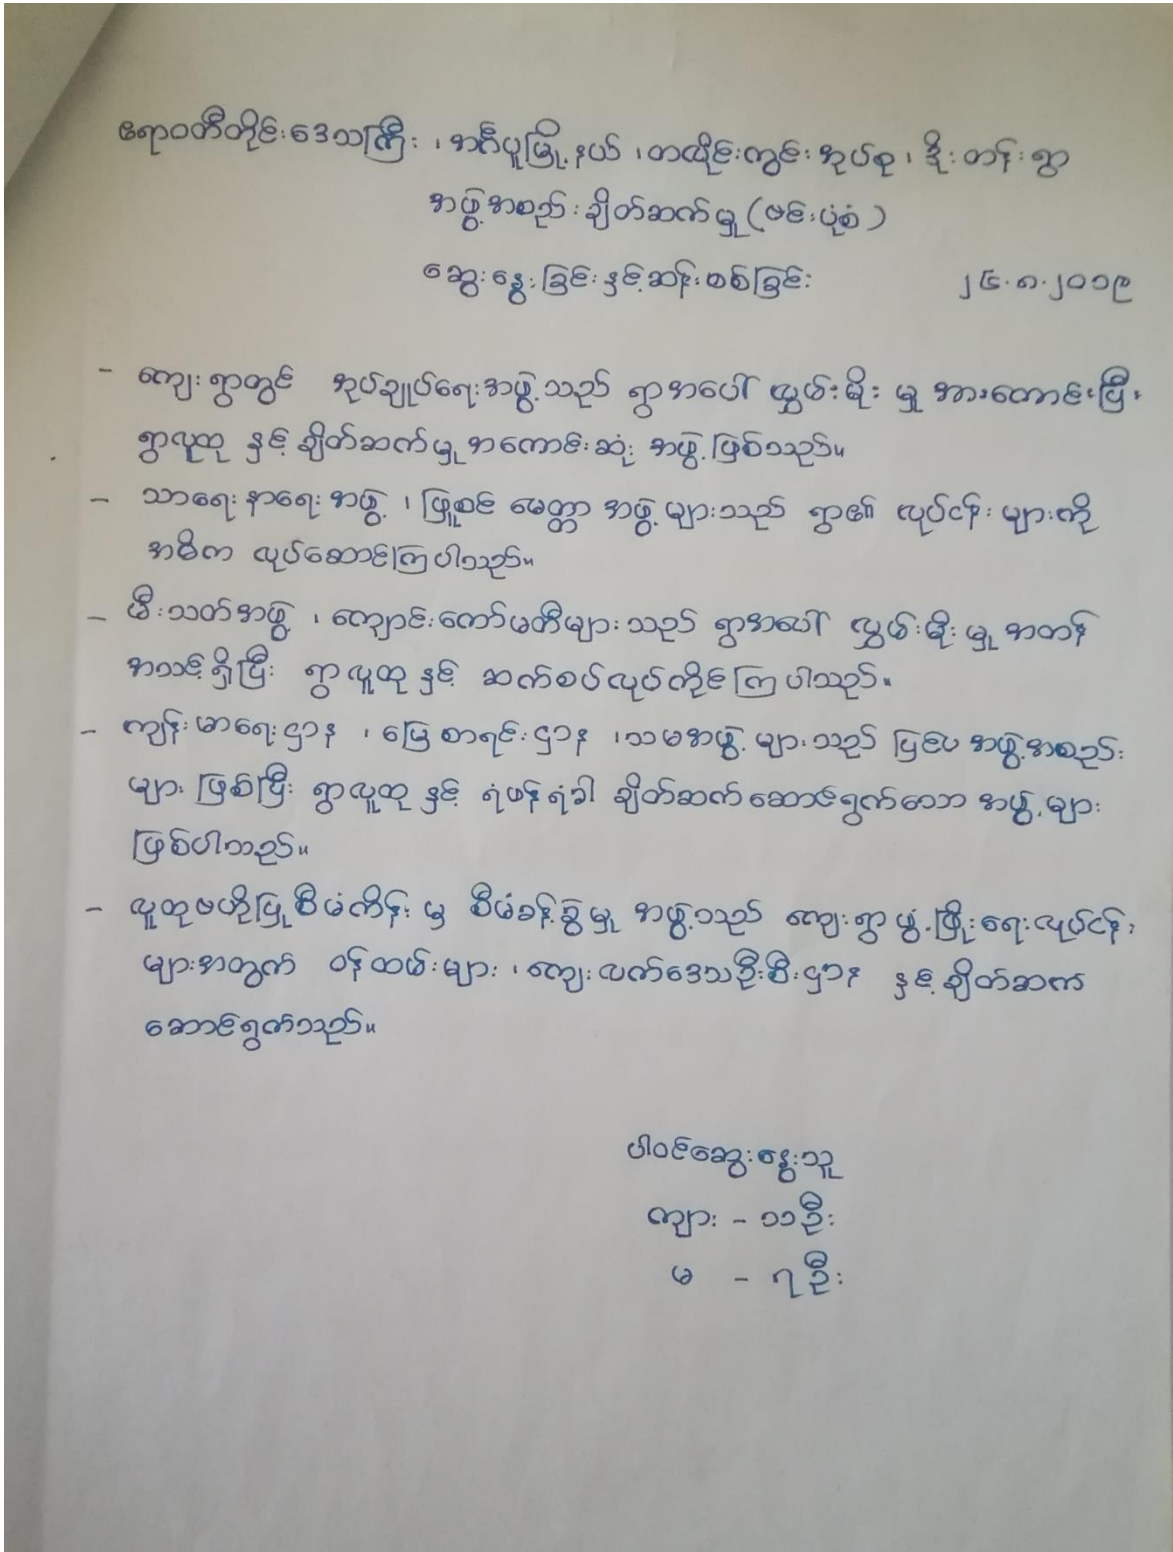 ဧရာဝတီတိုင်းဒေသကြီး ၊ အင်္ဂပူမြို့နယ် ၊ တထိုင်းကွင်းအုပ်စု ၊ ဒိုးတန်းရွာ
အဖွဲ့အစည်းချိတ်ဆက်မှု (ဗင်းပုံစံ)
ဆွေးနွေးခြင်းနှင့်ဆန်းစစ်ခြင်း ၂၆.၈.၂၀၁၉
- ကျေးရွာတွင် အုပ်ချုပ်ရေးအဖွဲ့သည် ရွာအပေါ် လွှမ်းမိုးမှု အားကောင်းပြီး
ရွာလူထု နှင့် ချိတ်ဆက်မှု အကောင်းဆုံး အဖွဲ့ ဖြစ်သည်။
- သာရေးနာရေးအဖွဲ့ ၊ ဖြူစင် မေတ္တာ အဖွဲ့များသည် ရွာ၏ လုပ်ငန်းများကို
အဓိက လုပ်ဆောင်ကြပါသည်။
- မီးသတ်အဖွဲ့ ၊ ကျောင်းကော်မတီများသည် ရွာအပေါ် လွှမ်းမိုးမှု အတန်
အသင့်ရှိပြီး ရွာလူထု နှင့် ဆက်စပ်လုပ်ကိုင်ကြပါသည်။
- ကျန်းမာရေးဌာန ၊ မြေစာရင်းဌာန ၊ သမအဖွဲ့များသည် ပြင်ပ အဖွဲ့အစည်း
များ ဖြစ်ပြီး ရွာလူထု နှင့် ရံဖန်ရံခါ ချိတ်ဆက်ဆောင်ရွက်သော အဖွဲ့များ
ဖြစ်ပါသည်။
- လူထုဗဟိုပြုစီမံကိန်းမှ စီမံခန့်ခွဲမှု အဖွဲ့သည် ကျေးရွာဖွံ့ဖြိုးရေးလုပ်ငန်း
များအတွက် ဝန်ထမ်းများ ၊ ကျေးလက်ဒေသဦးစီးဌာန နှင့် ချိတ်ဆက်
ဆောင်ရွက်သည်။
ပါဝင်ဆွေးနွေးသူ
ကျား - ၁၁ဦး
မ - ၇ဦး